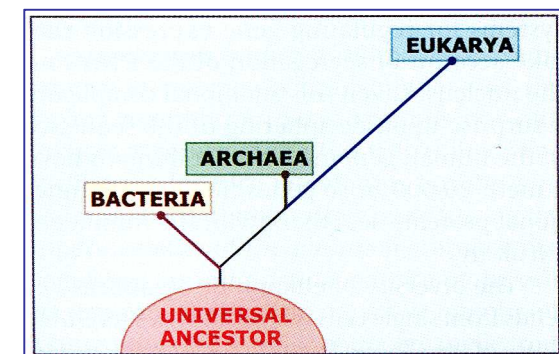 EUKARYA
ARCHAEA
BACTERIA
UNIVERSAL
ANCESTOR